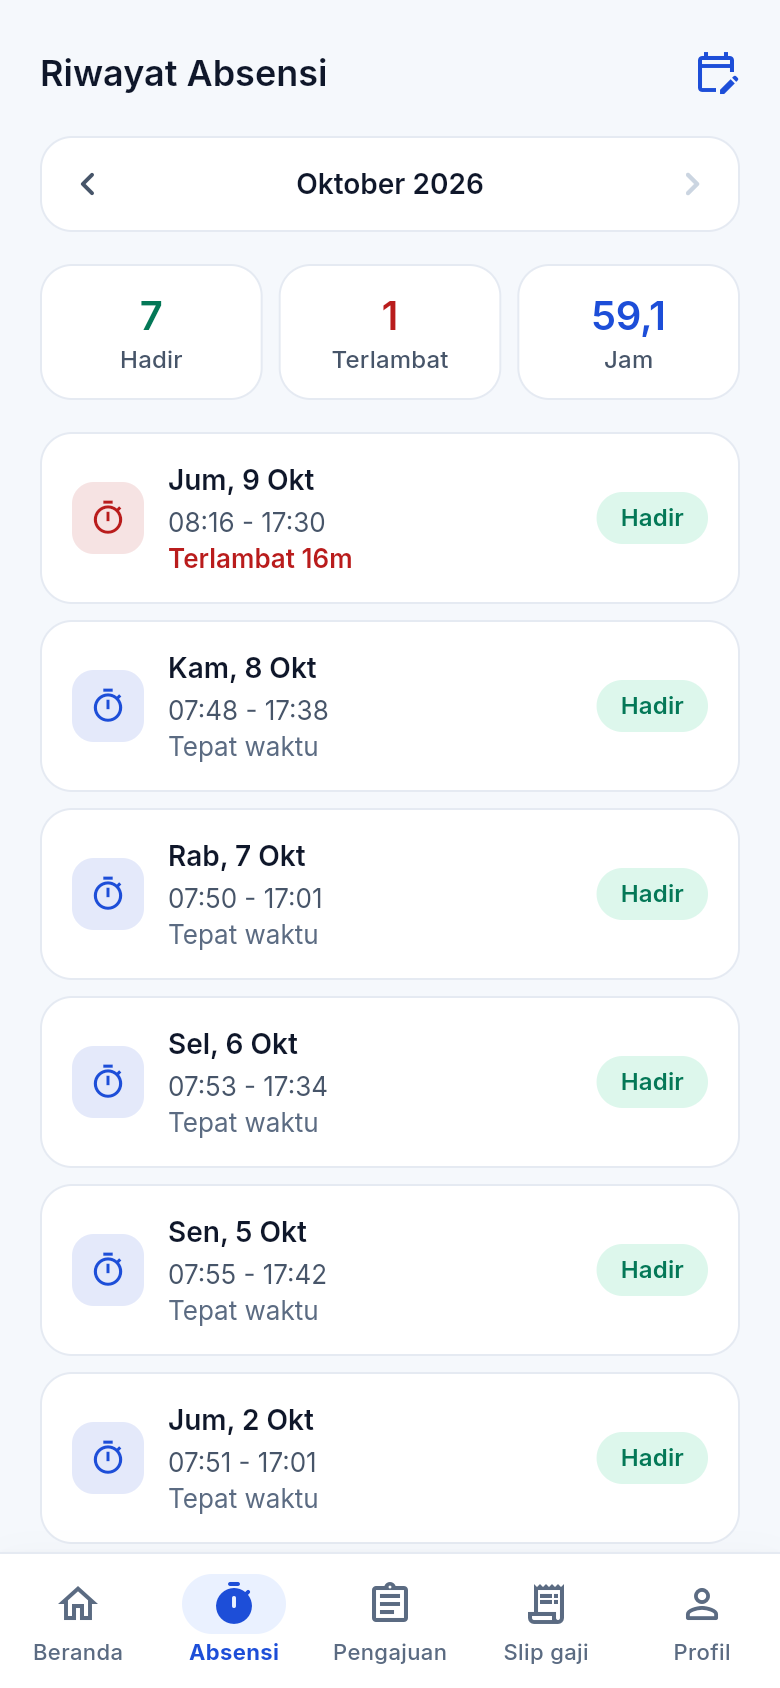 Riwayat Absensi
Oktober 2026
7
Hadir
1
Terlambat
59,1
Jam
Jum, 9 Okt
08:16 - 17:30
Terlambat 16m
Hadir
Kam, 8 Okt
07:48 - 17:38
Tepat waktu
Hadir
Rab, 7 Okt
07:50 - 17:01
Tepat waktu
Hadir
Sel, 6 Okt
07:53 - 17:34
Tepat waktu
Hadir
Sen, 5 Okt
07:55 - 17:42
Tepat waktu
Hadir
Jum, 2 Okt
07:51 - 17:01
Tepat waktu
Hadir
Beranda
Absensi
Pengajuan
Slip gaji
Profil